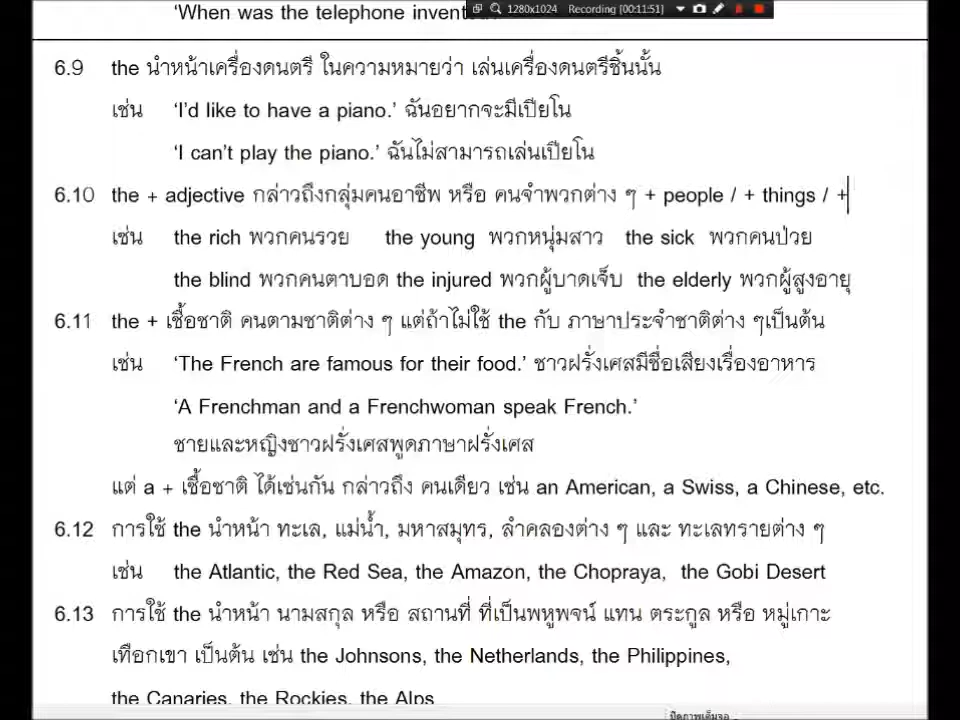 'When was the telephone invent
1280x1024 Recording [00:11:51]
6.9 the นำหน้าเครื่องดนตรี ในความหมายว่า เล่นเครื่องดนตรีชิ้นนั้น
เช่น 'I'd like to have a piano.' ฉันอยากจะมีเปียโน
'I can't play the piano.' ฉันไม่สามารถเล่นเปียโน
6.10 the + adjective กล่าวถึงกลุ่มคนอาชีพ หรือ คนจำพวกต่าง ๆ + people / + things / +
เช่น the rich พวกคนรวย the young พวกหนุ่มสาว the sick พวกคนป่วย
the blind พวกคนตาบอด the injured พวกผู้บาดเจ็บ the elderly พวกผู้สูงอายุ
6.11 the + เชื้อชาติ คนตามชาติต่าง ๆ แต่ถ้าไม่ใช้ the กับ ภาษาประจำชาติต่าง ๆเป็นต้น
เช่น 'The French are famous for their food.' ชาวฝรั่งเศสมีชื่อเสียงเรื่องอาหาร
'A Frenchman and a Frenchwoman speak French.'
ชายและหญิงชาวฝรั่งเศสพูดภาษาฝรั่งเศส
แต่ a + เชื้อชาติ ได้เช่นกัน กล่าวถึง คนเดียว เช่น an American, a Swiss, a Chinese, etc.
6.12 การใช้ the นำหน้า ทะเล, แม่น้ำ, มหาสมุทร, ลำคลองต่าง ๆ และ ทะเลทรายต่าง ๆ
เช่น the Atlantic, the Red Sea, the Amazon, the Chopraya, the Gobi Desert
6.13 การใช้ the นำหน้า นามสกุล หรือ สถานที่ ที่เป็นพหูพจน์ แทน ตระกูล หรือ หมู่เกาะ
เทือกเขา เป็นต้น เช่น the Johnsons, the Netherlands, the Philippines,
the Canaries, the Rockies, the Alps